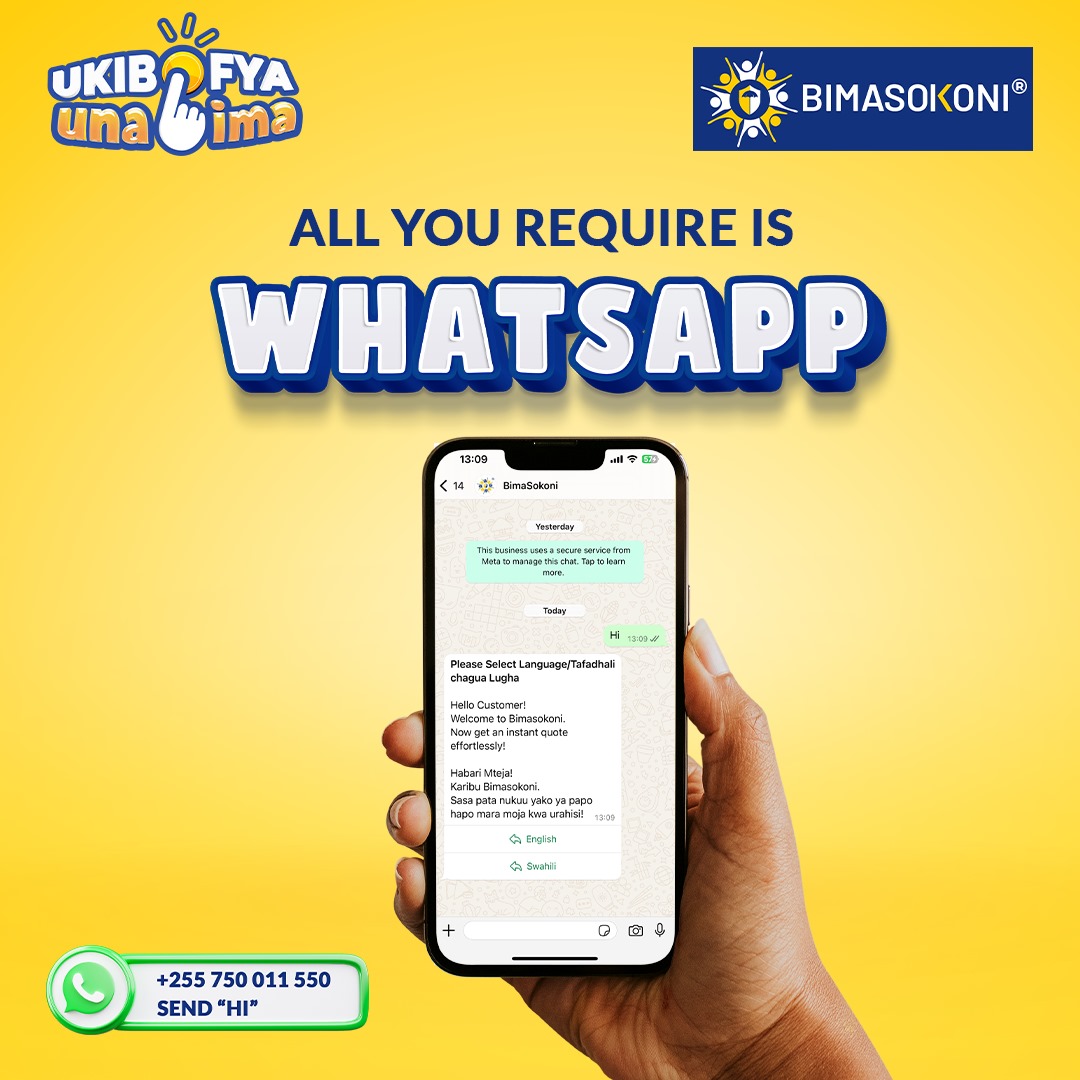 UKIBOFYA
una Bima
BIMASOKONI®
ALL YOU REQUIRE IS
WHATSAPP
13:09
57
14
BimaSokoni
Yesterday
This business uses a secure service from
Meta to manage this chat. Tap to learn
more.
Today
Hi 13:09
Please Select Language/Tafadhali
chagua Lugha
Hello Customer!
Welcome to Bimasokoni.
Now get an instant quote
effortlessly!
Habari Mteja!
Karibu Bimasokoni.
Sasa pata nukuu yako ya papo
hapo mara moja kwa urahisi! 13:09
English
Swahili
+255 750 011 550
SEND “HI”